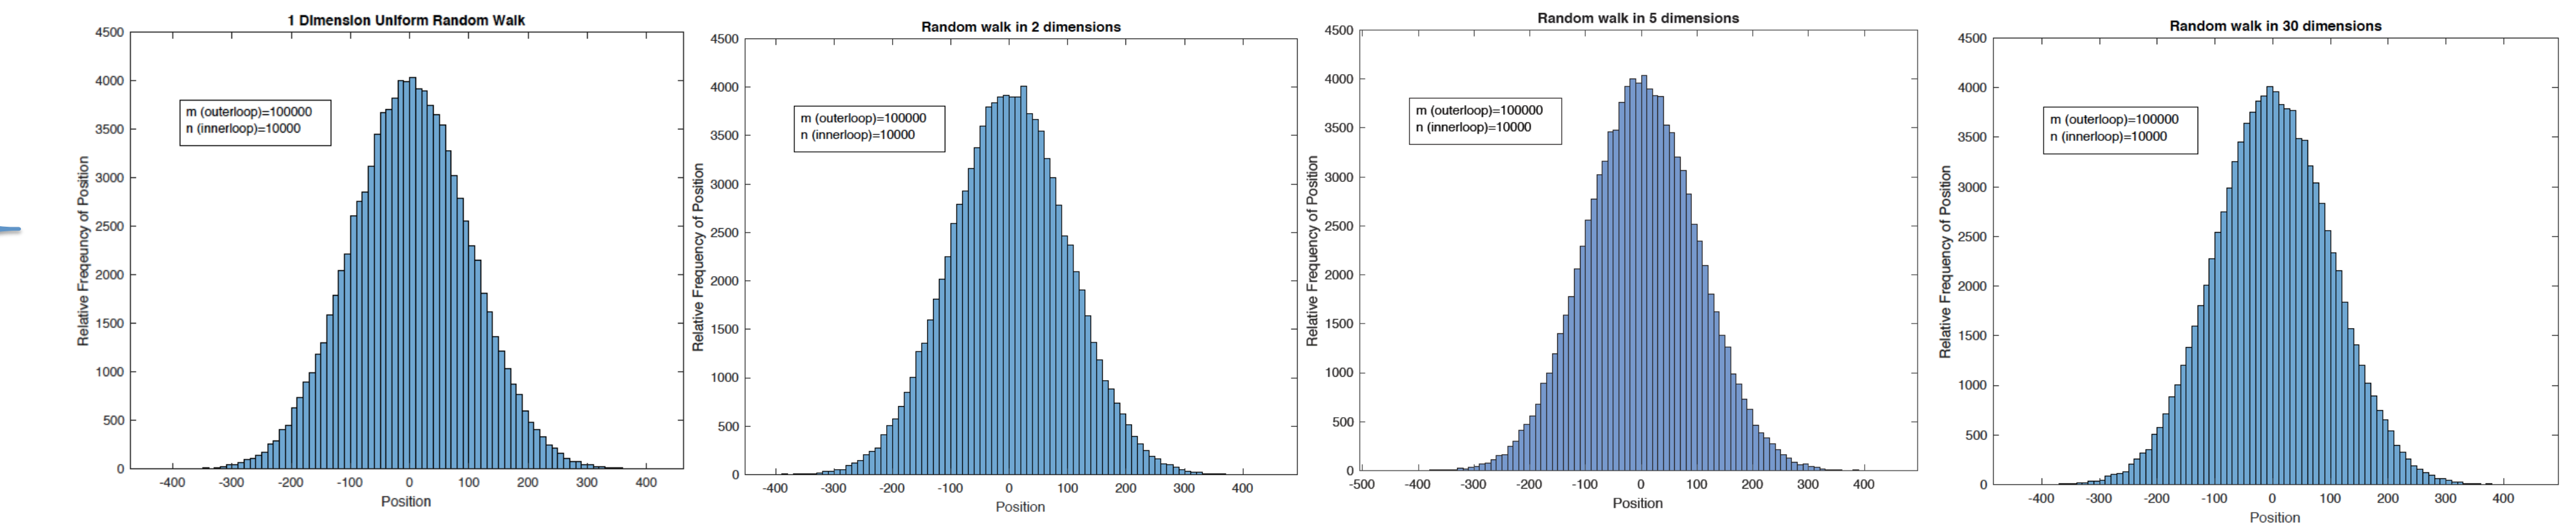 1 Dimension Uniform Random Walk
4500
4000
3500
3000
2500
2000
1500
1000
500
0
m (outerloop)=100000
n (innerloop)=10000
Relative Freqeuncy of Position
-400 -300 -200 -100 0 100 200 300 400
Position
Random walk in 2 dimensions
4500
4000
3500
3000
2500
2000
1500
1000
500
0
m (outerloop)=100000
n (innerloop)=10000
Relative Frequency of Position
-400 -300 -200 -100 0 100 200 300 400
Position
Random walk in 5 dimensions
4500
4000
3500
3000
2500
2000
1500
1000
500
0
m (outerloop)=100000
n (innerloop)=10000
Relative Frequency of Position
-500 -400 -300 -200 -100 0 100 200 300 400
Position
Random walk in 30 dimensions
4500
4000
3500
3000
2500
2000
1500
1000
500
0
m (outerloop)=100000
n (innerloop)=10000
Relative Frequency of Position
-400 -300 -200 -100 0 100 200 300 400
Position